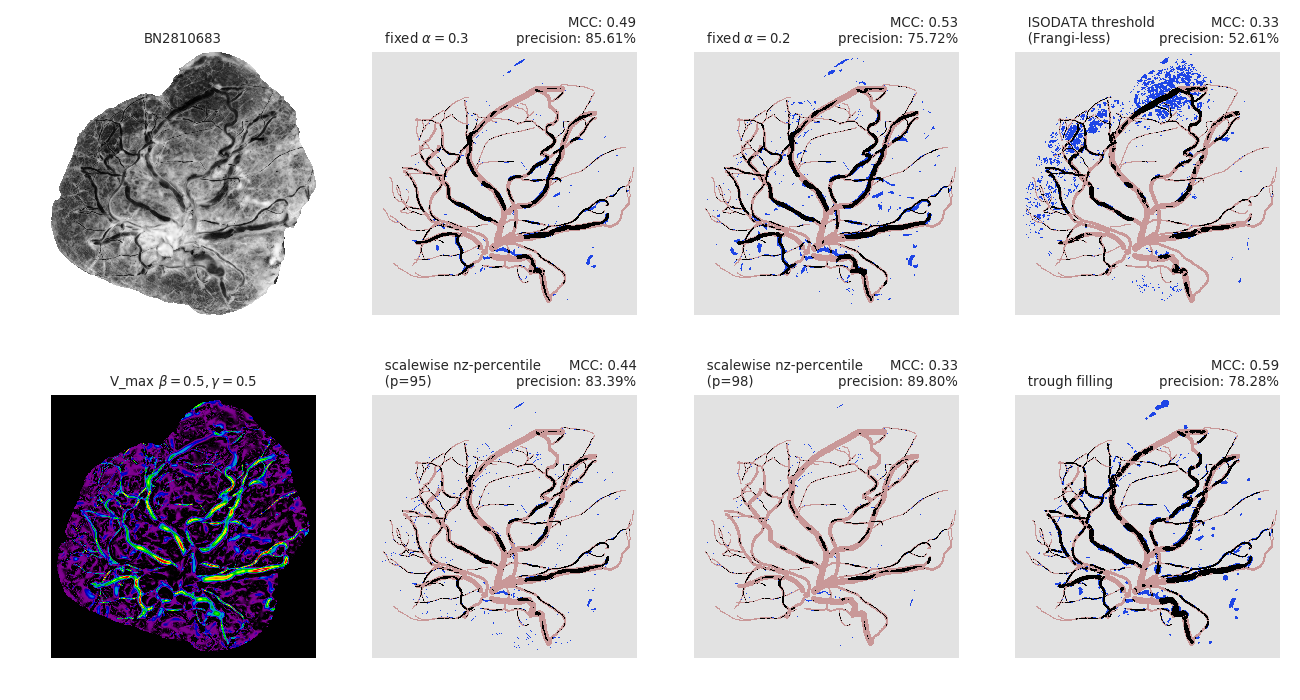 BN2810683
fixed α = 0.3
MCC: 0.49
precision: 85.61%
fixed α = 0.2
MCC: 0.53
precision: 75.72%
ISODATA threshold
(Frangi-less)
MCC: 0.33
precision: 52.61%
V_max β = 0.5, γ = 0.5
scalewise nz-percentile
(p=95)
MCC: 0.44
precision: 83.39%
scalewise nz-percentile
(p=98)
MCC: 0.33
precision: 89.80%
trough filling
MCC: 0.59
precision: 78.28%